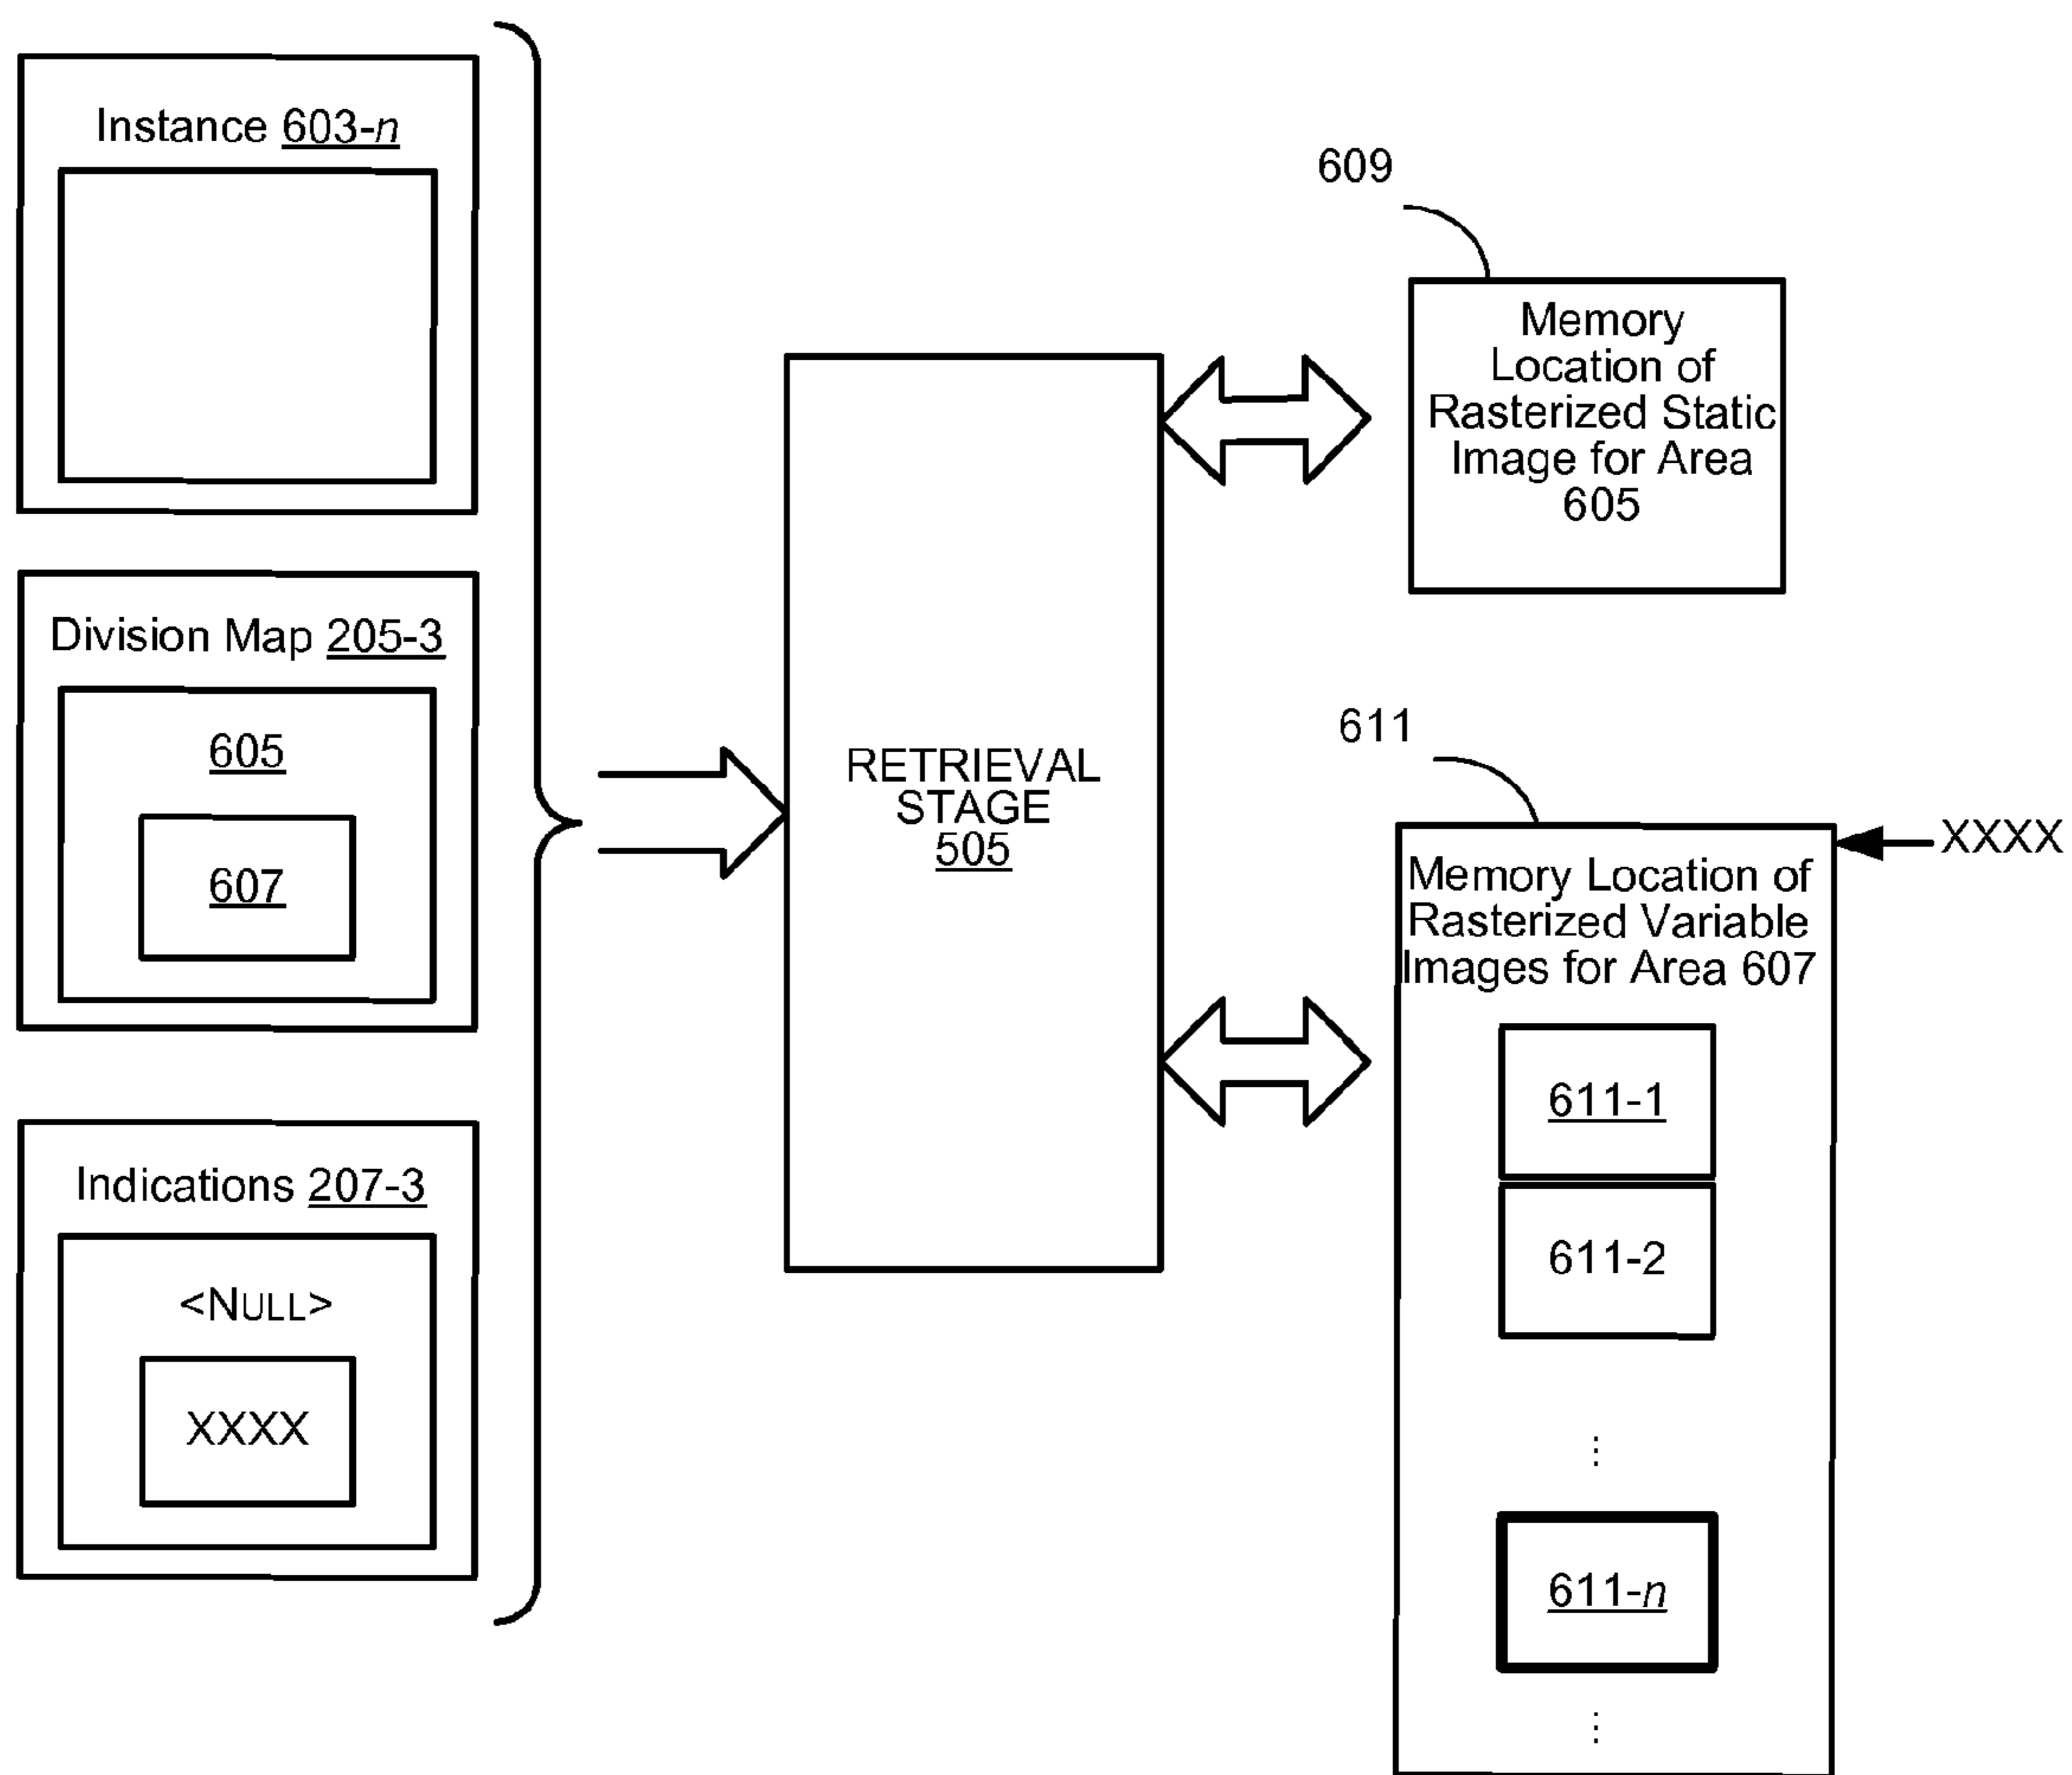 Instance 603-n
Division Map 205-3
605
607
Indications 207-3
<NULL>
XXXX
RETRIEVAL
STAGE
505
609
Memory
Location of
Rasterized Static
Image for Area
605
611
XXXX
Memory Location of
Rasterized Variable
Images for Area 607
611-1
611-2
⋮
611-n
⋮